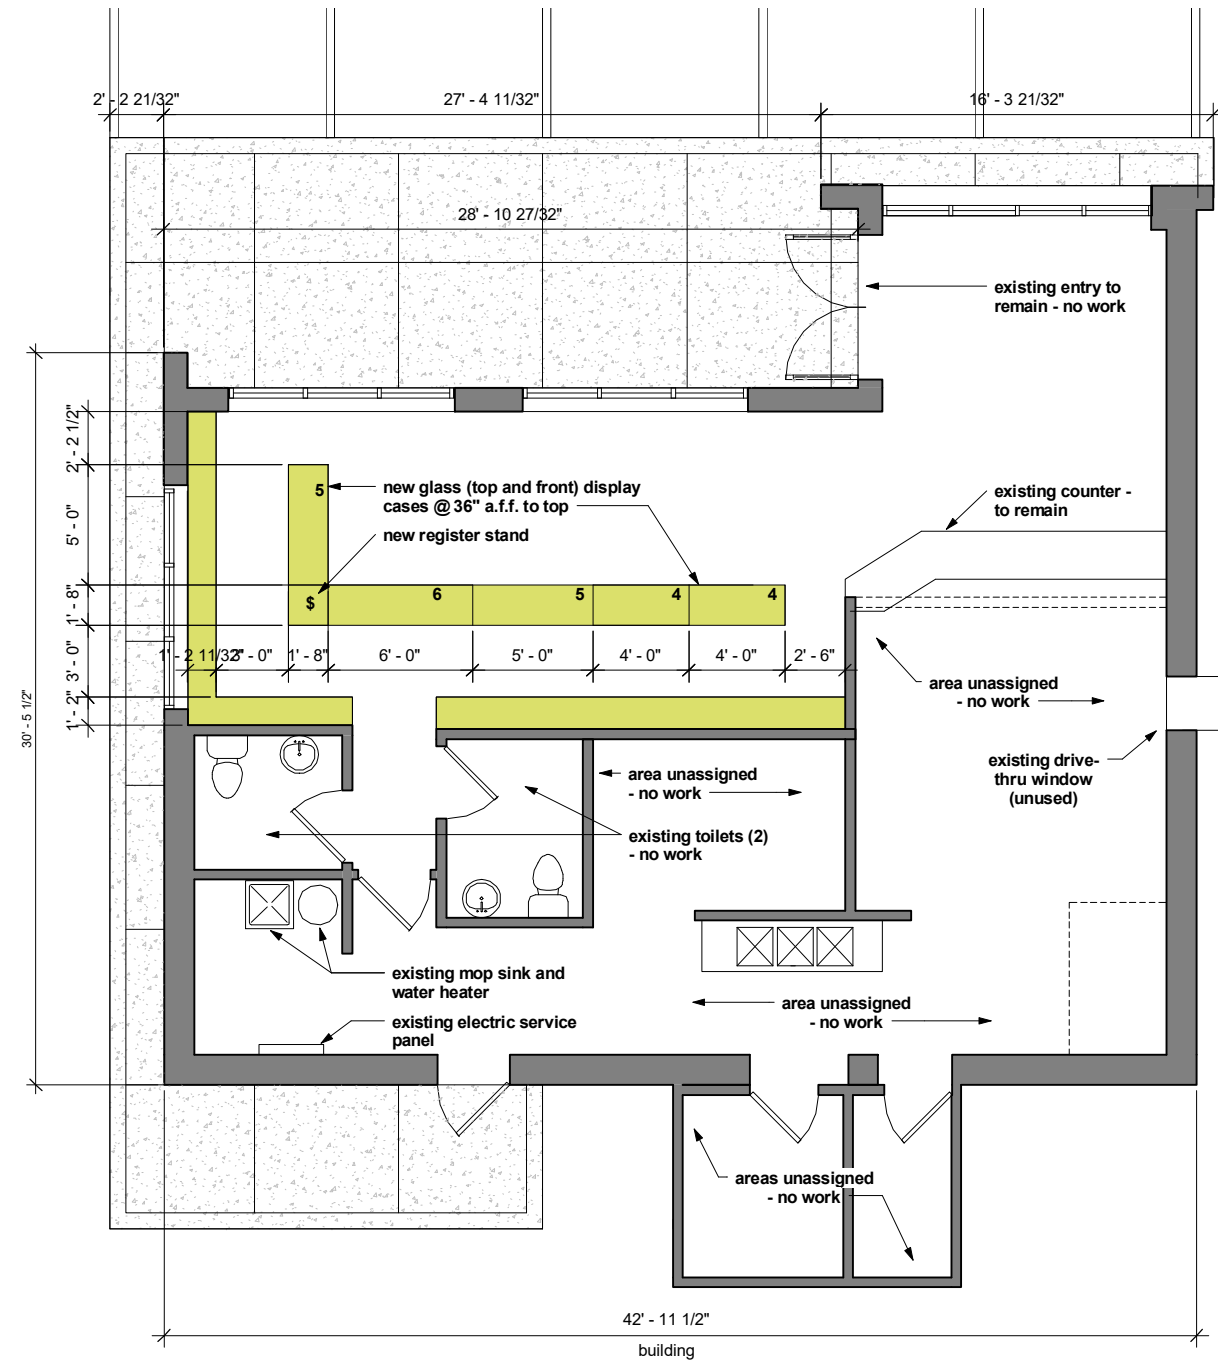 2' - 2 21/32"
27' - 4 11/32"
16' - 3 21/32"
28' - 10 27/32"
existing entry to
remain - no work
2' - 2 1/2"
5' - 0"
1' - 8"
3' - 0"
1' - 2"
30' - 5 1/2"
5
new glass (top and front) display
cases @ 36" a.f.f. to top
new register stand
existing counter -
to remain
$
6
5
4
4
1' - 2 11/32"
3' - 0"
1' - 8"
6' - 0"
5' - 0"
4' - 0"
4' - 0"
2' - 6"
area unassigned
- no work
existing drive-
thru window
(unused)
area unassigned
- no work
existing toilets (2)
- no work
existing mop sink and
water heater
existing electric service
panel
area unassigned
- no work
areas unassigned
- no work
42' - 11 1/2"
building